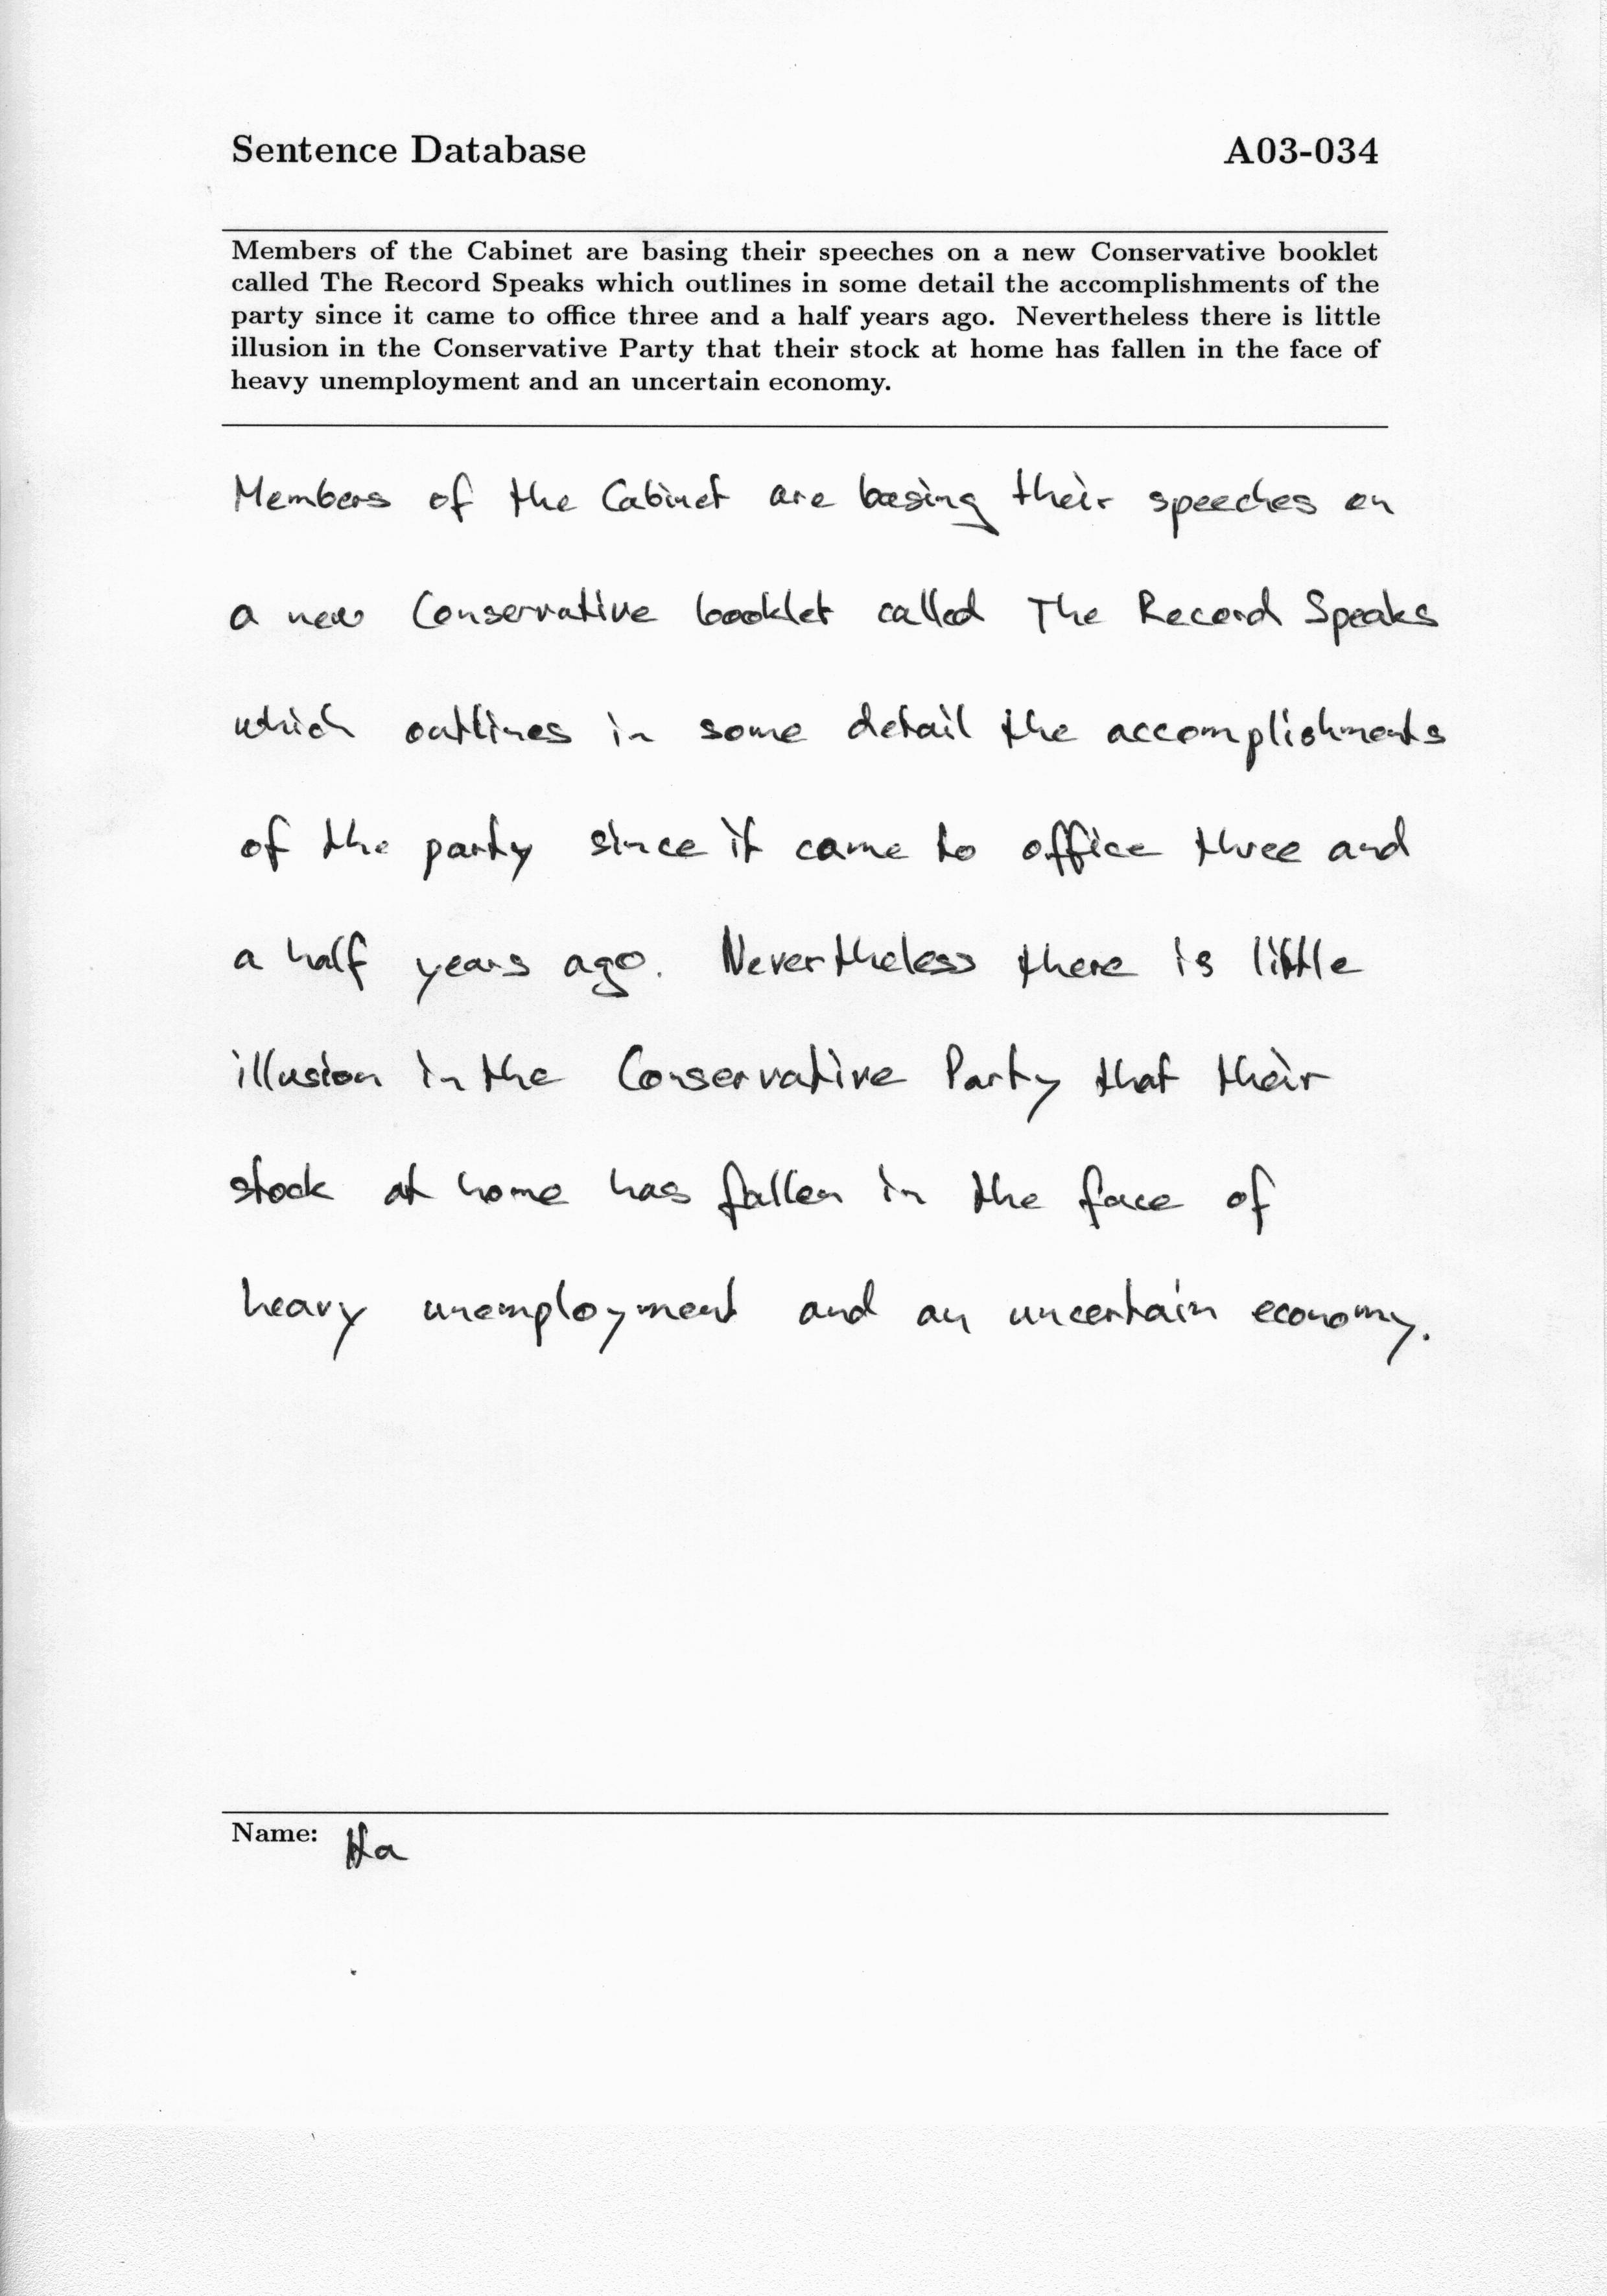 Sentence Database A03-034
Members of the Cabinet are basing their speeches on a new Conservative booklet
called The Record Speaks which outlines in some detail the accomplishments of the
party since it came to office three and a half years ago. Nevertheless there is little
illusion in the Conservative Party that their stock at home has fallen in the face of
heavy unemployment and an uncertain economy.
Members of the Cabinet are basing their speeches on
a new Conservative booklet called The Record Speaks
which outlines in some detail the accomplishments
of the party since it came to office three and
a half years ago. Nevertheless there is little
illusion in the Conservative Party that their
stock at home has fallen in the face of
heavy unemployment and an uncertain economy.
Name: Ha